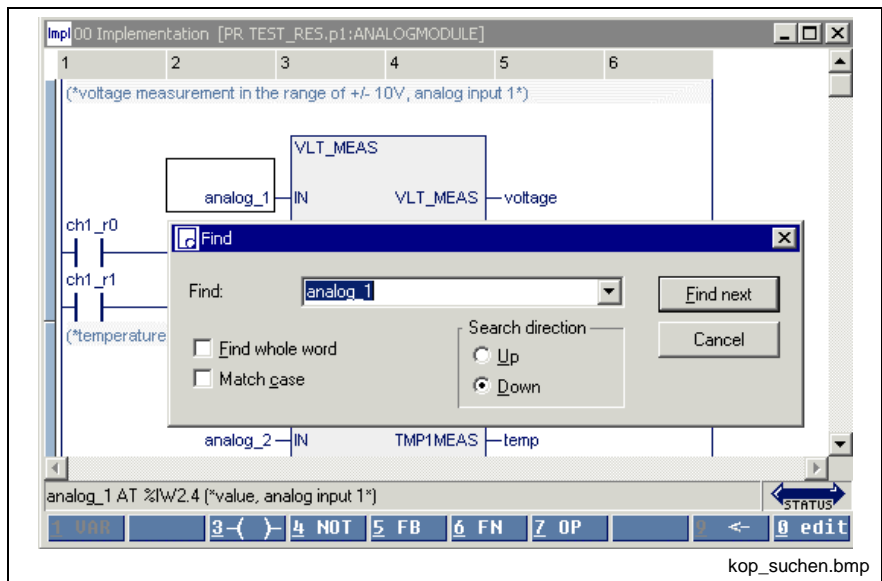 Impl 00 Implementation [PR TEST_RES.p1:ANALOGMODULE]
1 2 3 4 5 6
(*voltage measurement in the range of +/- 10V, analog input 1*)
VLT_MEAS
analog_1 IN VLT_MEAS voltage
ch1_r0
Find
ch1_r1
Find: analog_1 Find next
(*temperature
Search direction
Find whole word Up Cancel
Match case Down
analog_2 IN TMP1MEAS temp
analog_1 AT %IW2.4 (*value, analog input 1*) STATUS
1 VAR 3-( )- 4 NOT 5 FB 6 FN 7 OP 9 <- 0 edit
kop_suchen.bmp